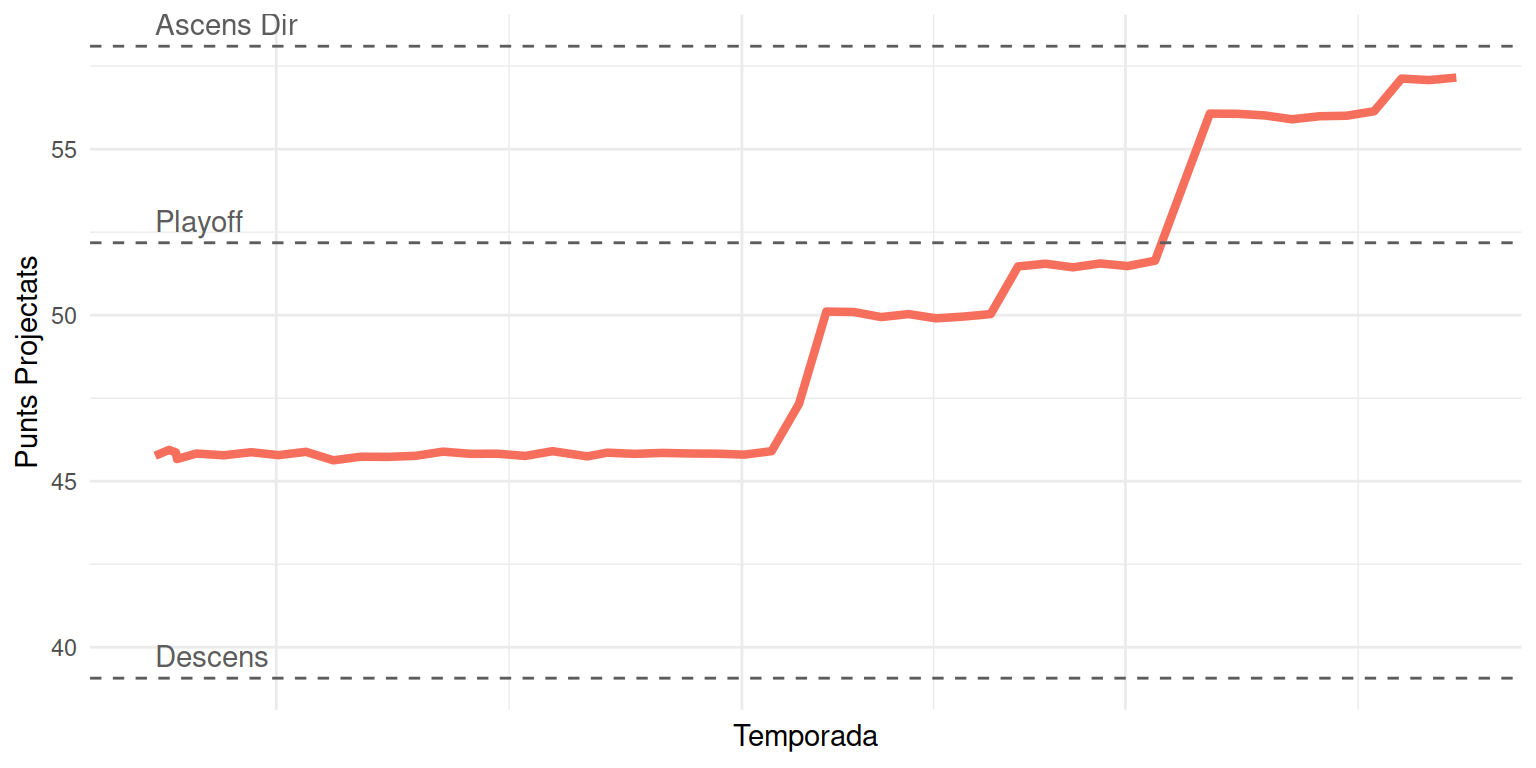 Ascens Dir
55
Playoff
50
45
40
Descens
Punts Projectats
Temporada